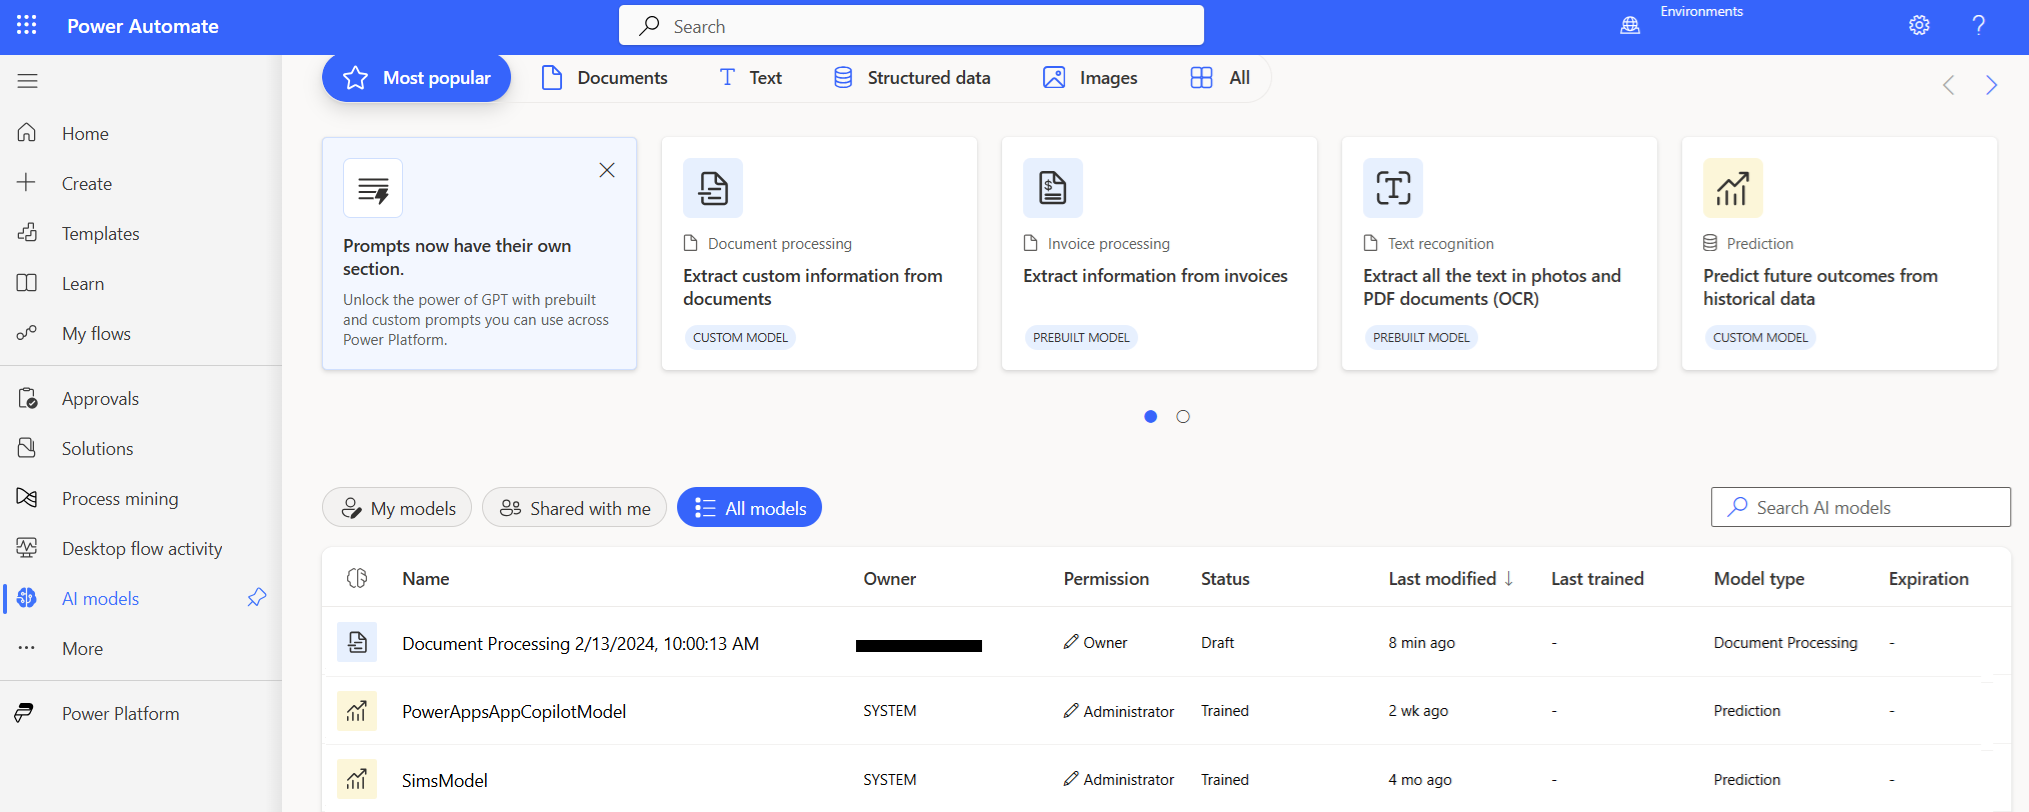 Power Automate
Search
Environments
?
Most popular
Documents
Text
Structured data
Images
All
Home
Create
Templates
Learn
My flows
Approvals
Solutions
Process mining
Desktop flow activity
AI models
More
Power Platform
Prompts now have their own
section.
Unlock the power of GPT with prebuilt
and custom prompts you can use across
Power Platform.
Document processing
Extract custom information from
documents
CUSTOM MODEL
Invoice processing
Extract information from invoices
PREBUILT MODEL
Text recognition
Extract all the text in photos and
PDF documents (OCR)
PREBUILT MODEL
Prediction
Predict future outcomes from
historical data
CUSTOM MODEL
My models
Shared with me
All models
Search AI models
Name Owner Permission Status Last modified ↓ Last trained Model type Expiration
Document Processing 2/13/2024, 10:00:13 AM Owner Draft 8 min ago - Document Processing -
PowerAppsAppCopilotModel SYSTEM Administrator Trained 2 wk ago - Prediction -
SimsModel SYSTEM Administrator Trained 4 mo ago - Prediction -